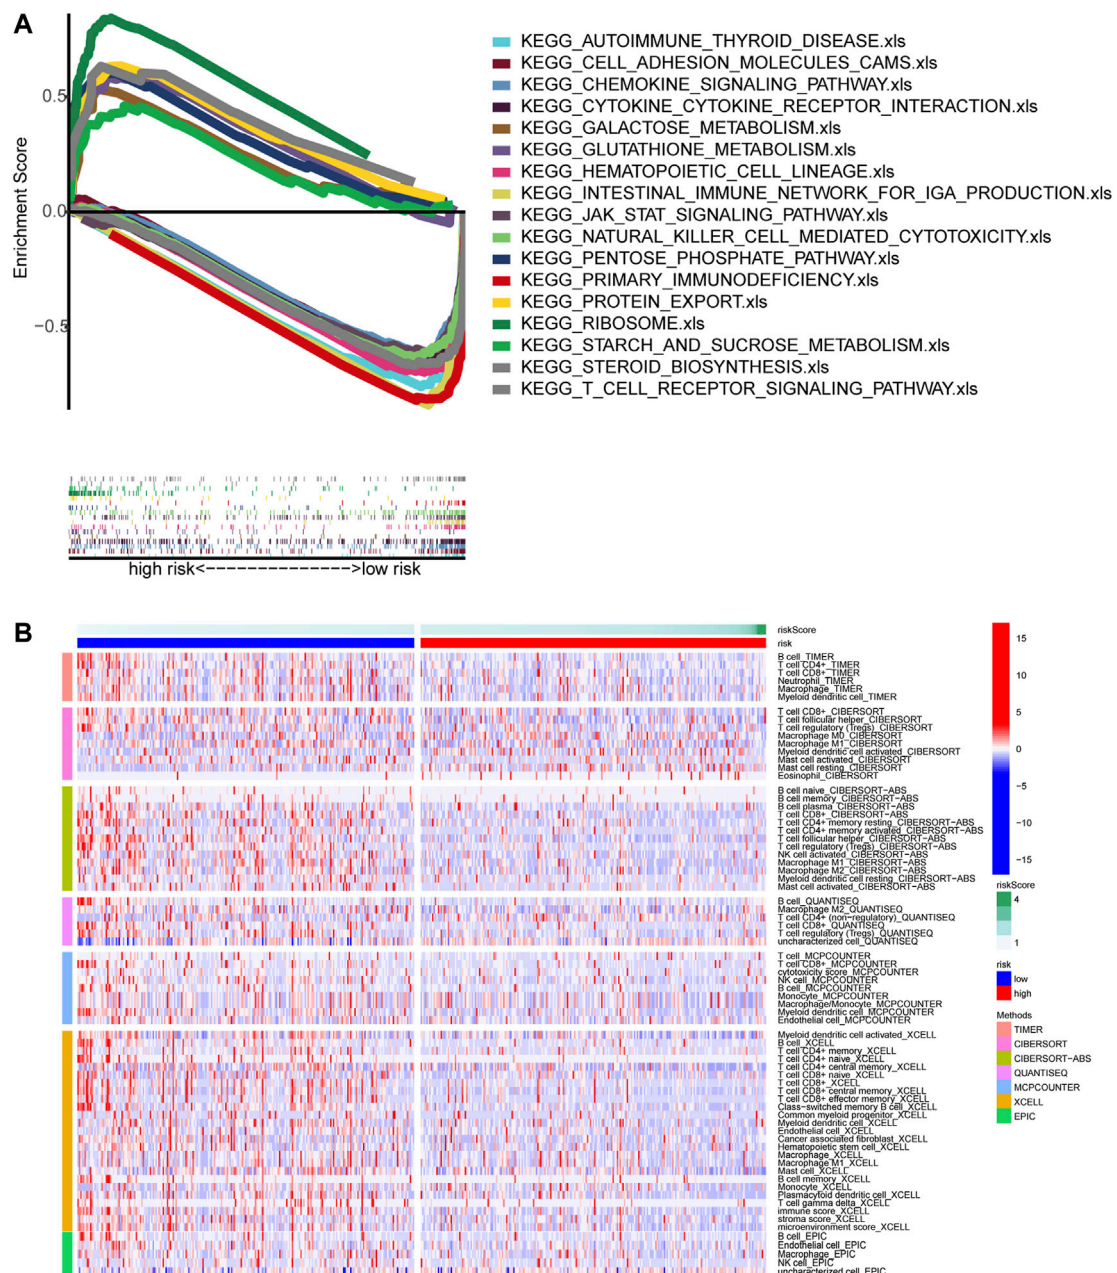 A
Enrichment Score
0.5
0.0
−0.5
KEGG_AUTOIMMUNE_THYROID_DISEASE.xls
KEGG_CELL_ADHESION_MOLECULES_CAMS.xls
KEGG_CHEMOKINE_SIGNALING_PATHWAY.xls
KEGG_CYTOKINE_CYTOKINE_RECEPTOR_INTERACTION.xls
KEGG_GALACTOSE_METABOLISM.xls
KEGG_GLUTATHIONE_METABOLISM.xls
KEGG_HEMATOPOIETIC_CELL_LINEAGE.xls
KEGG_INTESTINAL_IMMUNE_NETWORK_FOR_IGA_PRODUCTION.xls
KEGG_JAK_STAT_SIGNALING_PATHWAY.xls
KEGG_NATURAL_KILLER_CELL_MEDIATED_CYTOTOXICITY.xls
KEGG_PENTOSE_PHOSPHATE_PATHWAY.xls
KEGG_PRIMARY_IMMUNODEFICIENCY.xls
KEGG_PROTEIN_EXPORT.xls
KEGG_RIBOSOME.xls
KEGG_STARCH_AND_SUCROSE_METABOLISM.xls
KEGG_STEROID_BIOSYNTHESIS.xls
KEGG_T_CELL_RECEPTOR_SIGNALING_PATHWAY.xls
high risk<--------------->low risk
B
riskScore
risk
B cell_TIMER
T cell CD4+_TIMER
T cell CD8+_TIMER
Neutrophil_TIMER
Macrophage_TIMER
Myeloid dendritic cell_TIMER
T cell CD8+_CIBERSORT
T cell follicular helper_CIBERSORT
T cell regulatory (Tregs)_CIBERSORT
Macrophage M0_CIBERSORT
Macrophage M1_CIBERSORT
Myeloid dendritic cell activated_CIBERSORT
Mast cell activated_CIBERSORT
Mast cell resting_CIBERSORT
Eosinophil_CIBERSORT
B cell naive_CIBERSORT−ABS
B cell memory_CIBERSORT−ABS
B cell plasma_CIBERSORT−ABS
T cell CD8+_CIBERSORT−ABS
T cell CD4+ memory resting_CIBERSORT−ABS
T cell CD4+ memory activated_CIBERSORT−ABS
T cell follicular helper_CIBERSORT−ABS
T cell regulatory (Tregs)_CIBERSORT−ABS
NK cell activated_CIBERSORT−ABS
Macrophage M1_CIBERSORT−ABS
Macrophage M2_CIBERSORT−ABS
Myeloid dendritic cell resting_CIBERSORT−ABS
Mast cell activated_CIBERSORT−ABS
B cell_QUANTISEQ
Macrophage M2_QUANTISEQ
T cell CD4+ (non-regulatory)_QUANTISEQ
T cell CD8+_QUANTISEQ
T cell regulatory (Tregs)_QUANTISEQ
uncharacterized cell_QUANTISEQ
T cell_MCPCOUNTER
T cell CD8+_MCPCOUNTER
cytotoxicity score_MCPCOUNTER
NK cell_MCPCOUNTER
B cell_MCPCOUNTER
Monocyte_MCPCOUNTER
Macrophage/Monocyte_MCPCOUNTER
Myeloid dendritic cell_MCPCOUNTER
Endothelial cell_MCPCOUNTER
Myeloid dendritic cell activated_XCELL
B cell_XCELL
T cell CD4+ memory_XCELL
T cell CD4+ naive_XCELL
T cell CD4+ central memory_XCELL
T cell CD8+ naive_XCELL
T cell CD8+_XCELL
T cell CD8+ central memory_XCELL
T cell CD8+ effector memory_XCELL
Class−switched memory B cell_XCELL
Common myeloid progenitor_XCELL
Myeloid dendritic cell_XCELL
Endothelial cell_XCELL
Cancer associated fibroblast_XCELL
Hematopoietic stem cell_XCELL
Macrophage_XCELL
Macrophage M1_XCELL
Mast cell_XCELL
B cell memory_XCELL
Monocyte_XCELL
Plasmacytoid dendritic cell_XCELL
T cell gamma delta_XCELL
immune score_XCELL
stroma score_XCELL
microenvironment score_XCELL
B cell_EPIC
Endothelial cell_EPIC
Macrophage_EPIC
NK cell_EPIC
uncharacterized cell_EPIC
15
10
5
0
−5
−10
−15
riskScore
4
1
risk
low
high
Methods
TIMER
CIBERSORT
CIBERSORT−ABS
QUANTISEQ
MCPCOUNTER
XCELL
EPIC